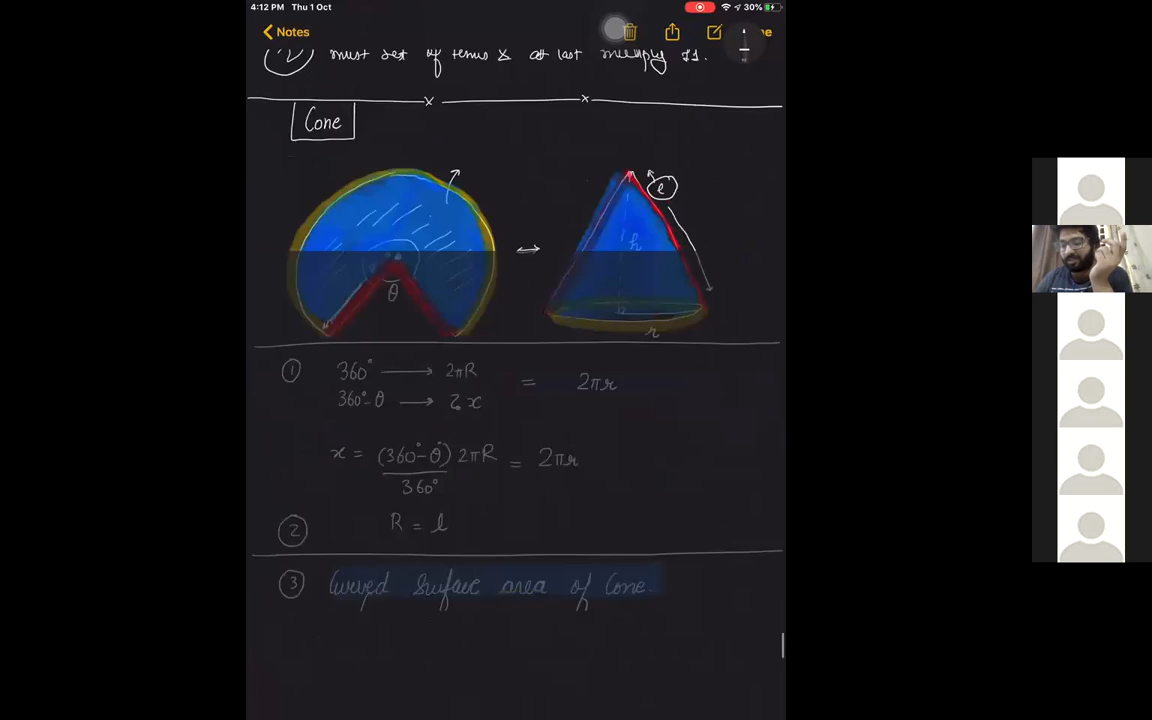 4:12 PM Thu 1 Oct 30%
Notes
must set of terms & at last multiply
Cone
l
h
θ
r
① 360° → 2πR = 2πr
360°-θ → ? x
x = (360°-θ°) 2πR = 2πr
360°
② R = l
③ Curved Surface area of Cone.